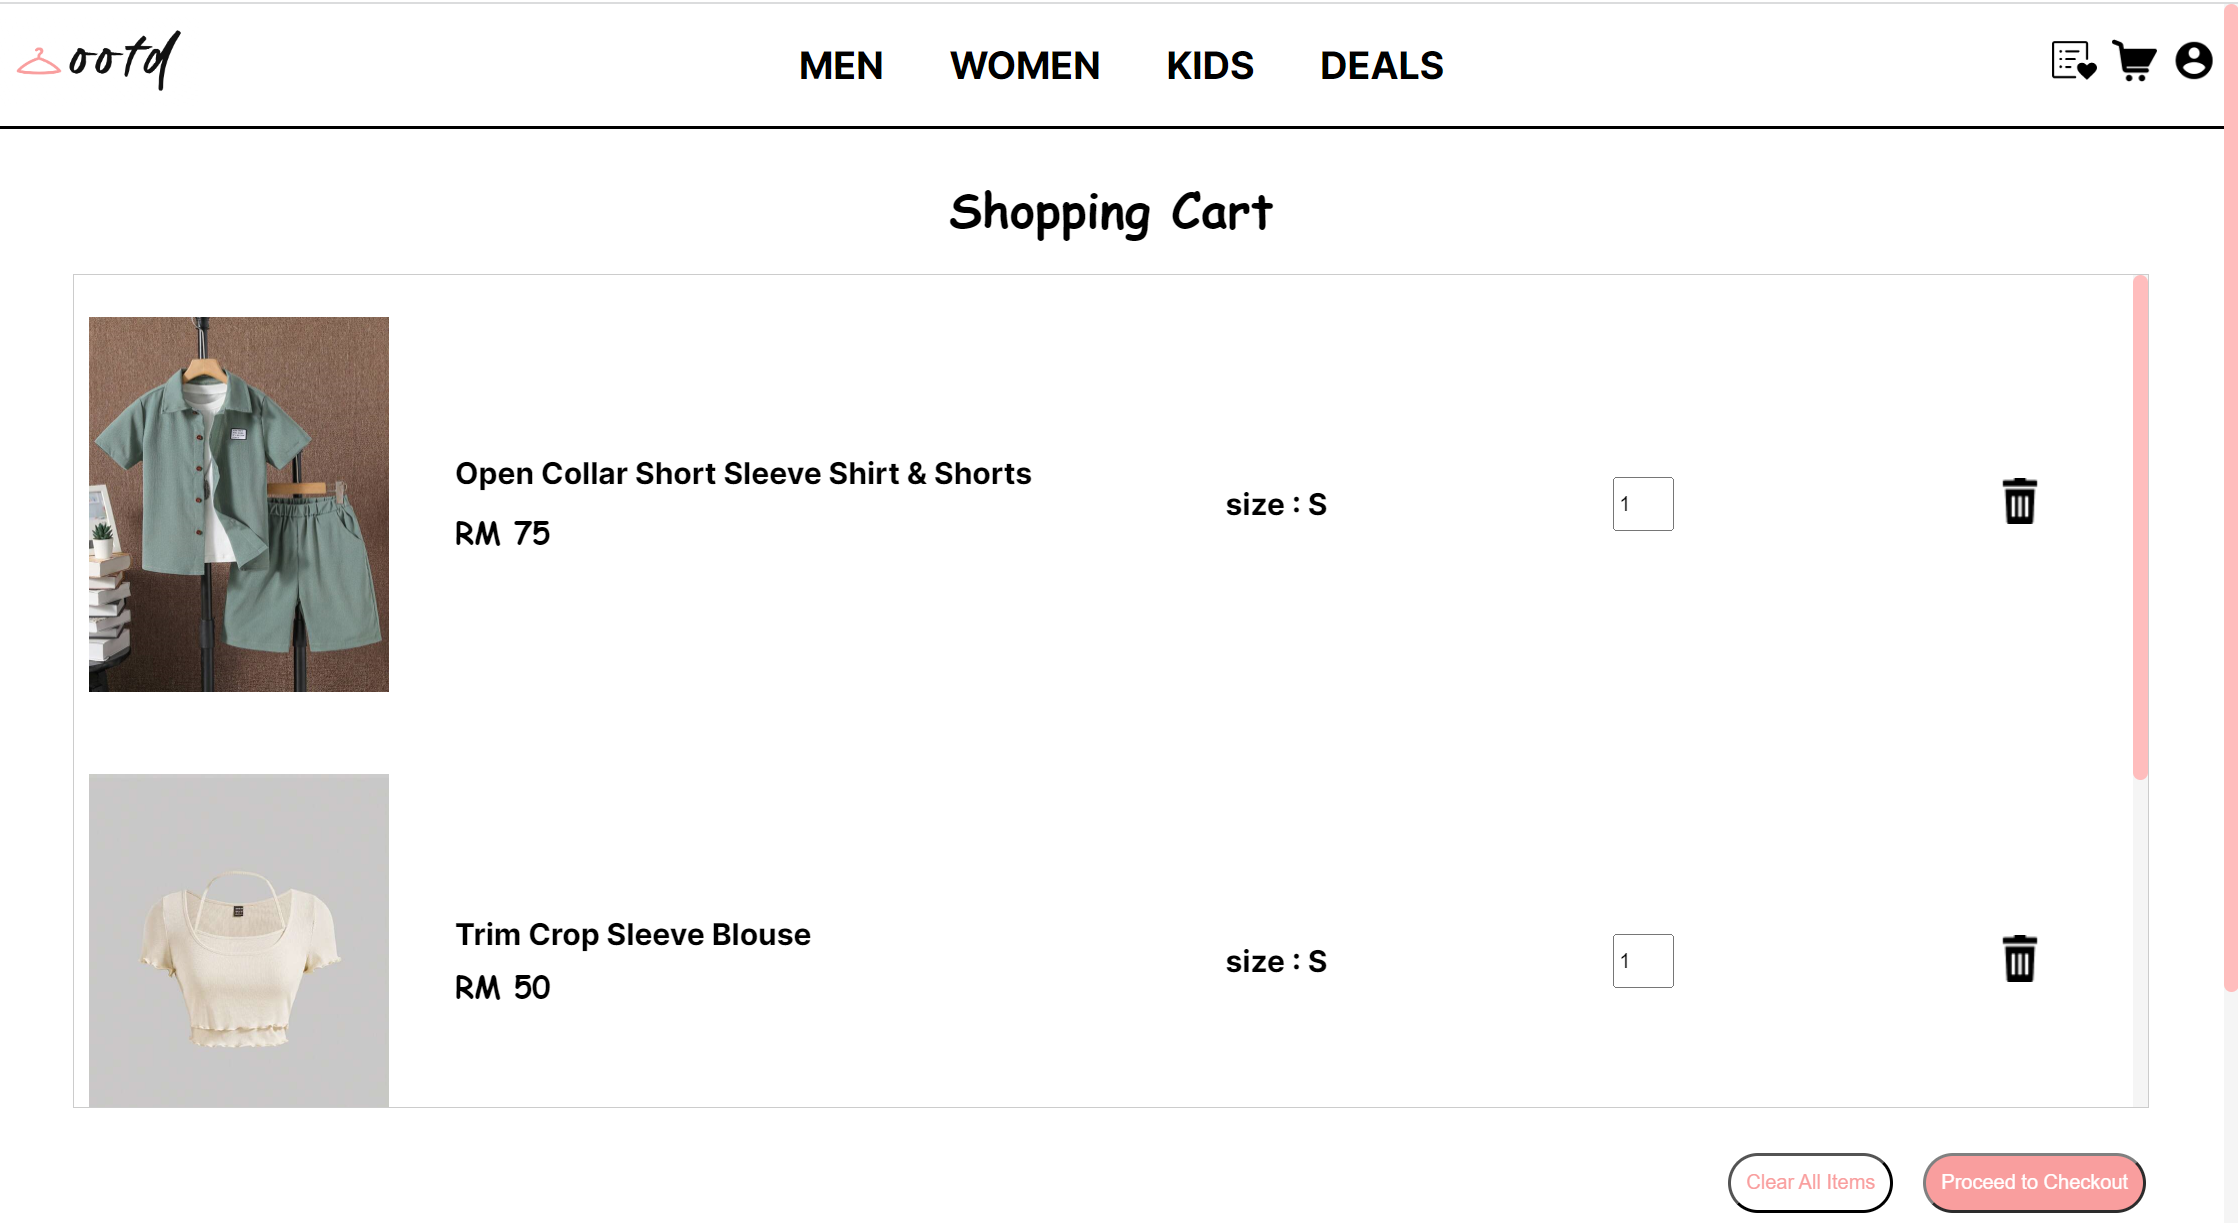 ootd
MEN WOMEN KIDS DEALS
Shopping Cart
Open Collar Short Sleeve Shirt & Shorts
RM 75
size : S
1
Trim Crop Sleeve Blouse
RM 50
size : S
1
Clear All Items
Proceed to Checkout